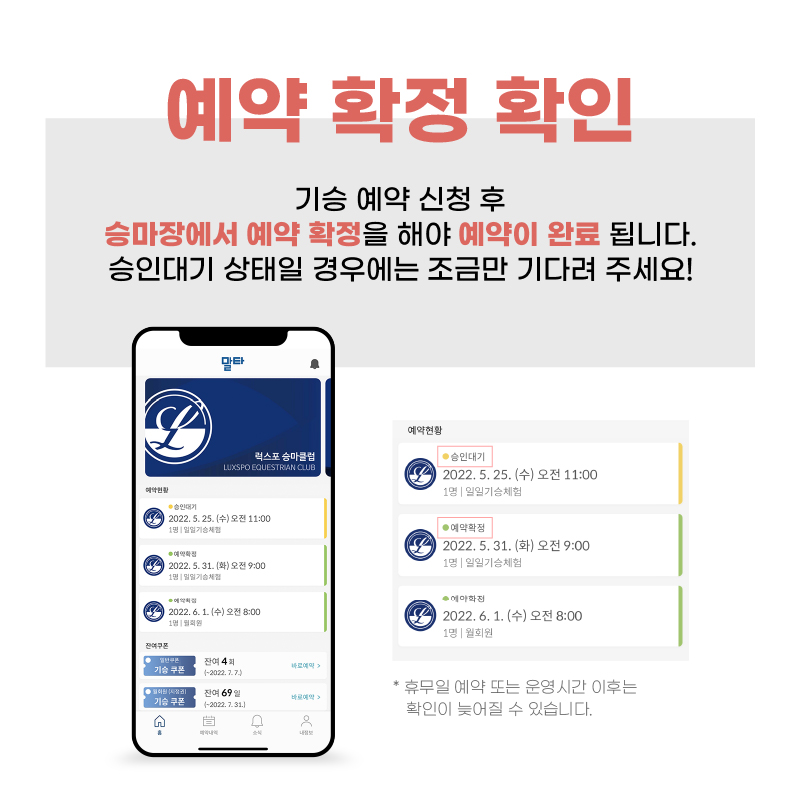 예약 확정 확인
기승 예약 신청 후
승마장에서 예약 확정을 해야 예약이 완료 됩니다.
승인대기 상태일 경우에는 조금만 기다려 주세요!
말타
L
럭스포 승마클럽
LUXSPO EQUESTRIAN CLUB
예약현황
승인대기
2022. 5. 25. (수) 오전 11:00
1명 | 일일기승체험
예약확정
2022. 5. 31. (화) 오전 9:00
1명 | 일일기승체험
예약확정
2022. 6. 1. (수) 오전 8:00
1명 | 월회원
잔여쿠폰
일반쿠폰
기승 쿠폰
잔여 4 회
(~2022. 7. 7.)
바로예약 >
월회원 (지정권)
기승 쿠폰
잔여 69 일
(~2022. 7. 31.)
바로예약 >
홈
예약내역
소식
내정보
예약현황
승인대기
2022. 5. 25. (수) 오전 11:00
1명 | 일일기승체험
예약확정
2022. 5. 31. (화) 오전 9:00
1명 | 일일기승체험
예약확정
2022. 6. 1. (수) 오전 8:00
1명 | 월회원
* 휴무일 예약 또는 운영시간 이후는
확인이 늦어질 수 있습니다.